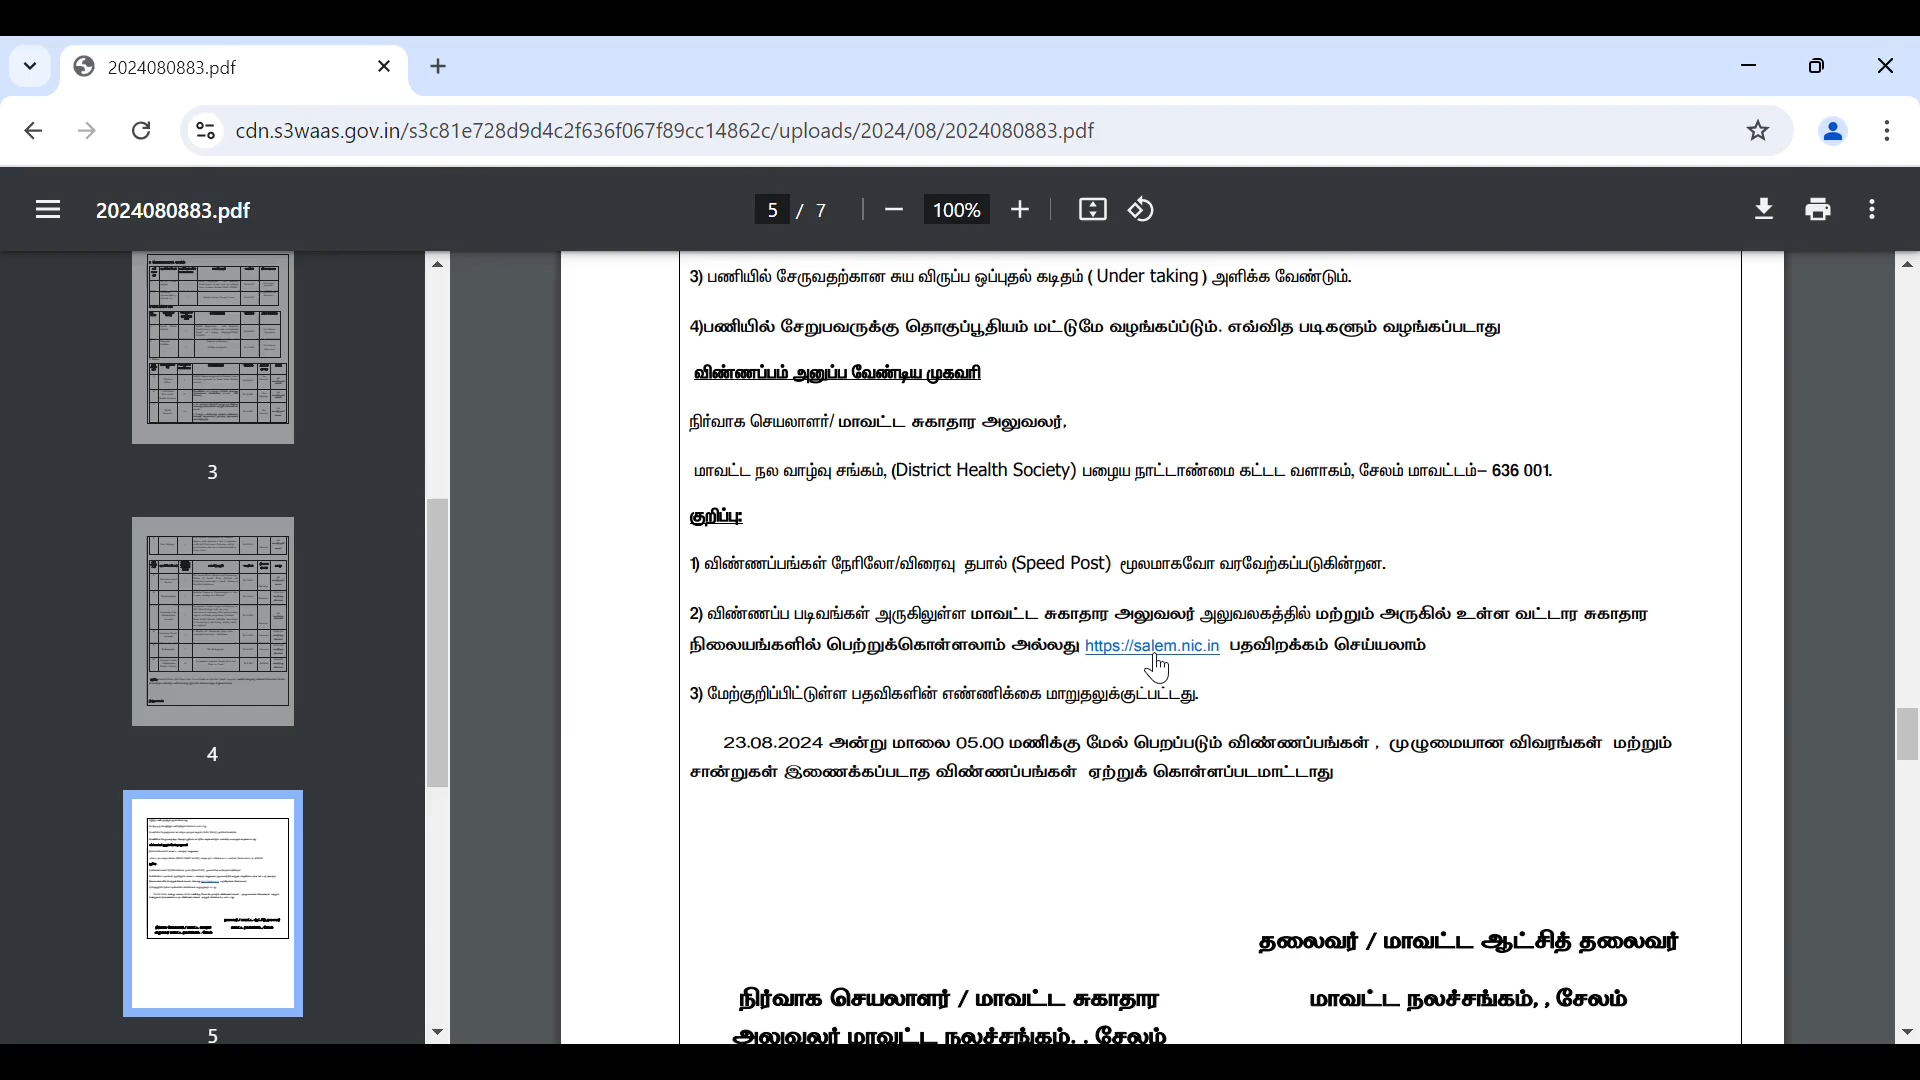 2024080883.pdf
cdn.s3waas.gov.in/s3c81e728d9d4c2f636f067f89cc14862c/uploads/2024/08/2024080883.pdf
2024080883.pdf
5 / 7
100%
3
4
5
3) பணியில் சேருவதற்கான சுய விருப்ப ஒப்புதல் கடிதம் ( Under taking ) அளிக்க வேண்டும்.
4)பணியில் சேறுபவருக்கு தொகுப்பூதியம் மட்டுமே வழங்கப்ப்டும். எவ்வித படிகளும் வழங்கப்படாது
விண்ணப்பம் அனுப்ப வேண்டிய முகவரி
நிர்வாக செயலாளர்/ மாவட்ட சுகாதார அலுவலர்,
மாவட்ட நல வாழ்வு சங்கம், (District Health Society) பழைய நாட்டாண்மை கட்டட வளாகம், சேலம் மாவட்டம்– 636 001.
குறிப்பு:
1) விண்ணப்பங்கள் நேரிலோ/விரைவு தபால் (Speed Post) மூலமாகவோ வரவேற்கப்படுகின்றன.
2) விண்ணப்ப படிவங்கள் அருகிலுள்ள மாவட்ட சுகாதார அலுவலர் அலுவலகத்தில் மற்றும் அருகில் உள்ள வட்டார சுகாதார
நிலையங்களில் பெற்றுக்கொள்ளலாம் அல்லது https://salem.nic.in பதவிறக்கம் செய்யலாம்
3) மேற்குறிப்பிட்டுள்ள பதவிகளின் எண்ணிக்கை மாறுதலுக்குட்பட்டது.
23.08.2024 அன்று மாலை 05.00 மணிக்கு மேல் பெறப்படும் விண்ணப்பங்கள் , முழுமையான விவரங்கள் மற்றும்
சான்றுகள் இணைக்கப்படாத விண்ணப்பங்கள் ஏற்றுக் கொள்ளப்படமாட்டாது
தலைவர் / மாவட்ட ஆட்சித் தலைவர்
நிர்வாக செயலாளர் / மாவட்ட சுகாதார
மாவட்ட நலச்சங்கம், , சேலம்
அலுவலர் மாவட்ட நலச்சங்கம், , சேலம்